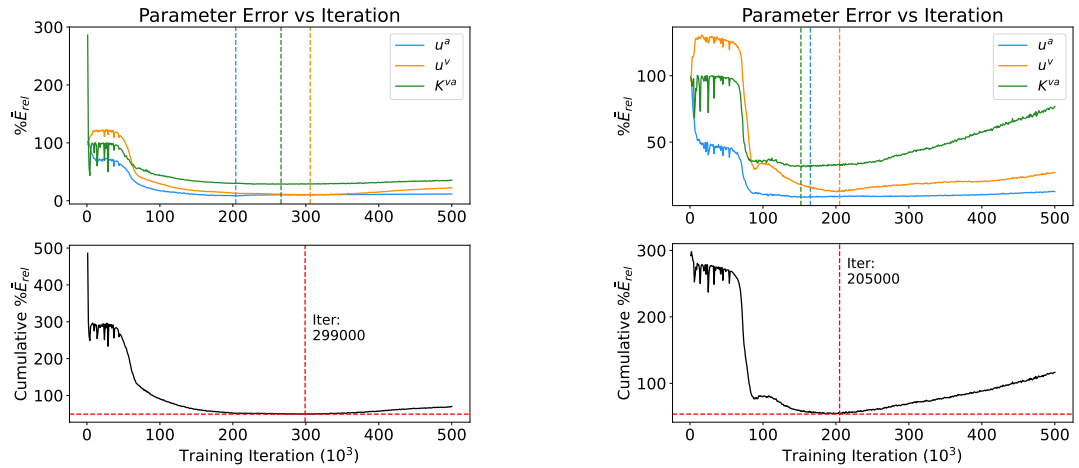 Parameter Error vs Iteration
300
200
100
0
%Ē_rel
u^a
u^v
K^va
0 100 200 300 400 500
500
400
300
200
100
Cumulative %Ē_rel
Iter:
299000
0 100 200 300 400 500
Training Iteration (10^3)
Parameter Error vs Iteration
100
50
%Ē_rel
u^a
u^v
K^va
0 100 200 300 400 500
300
200
100
Cumulative %Ē_rel
Iter:
205000
0 100 200 300 400 500
Training Iteration (10^3)